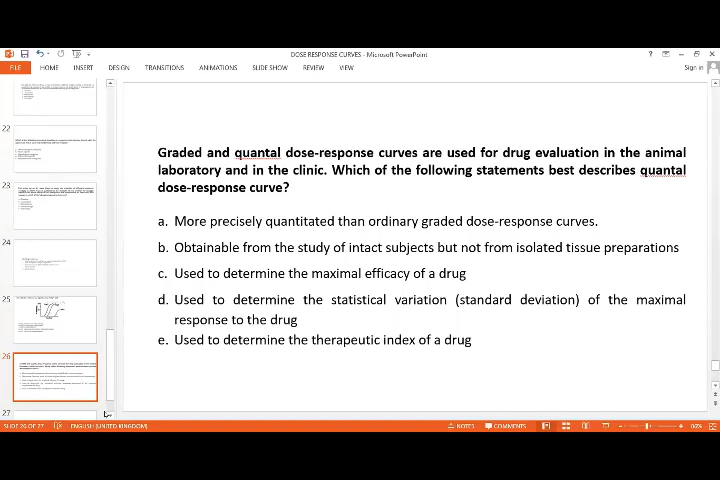 DOSE RESPONSE CURVES - Microsoft PowerPoint
FILE HOME INSERT DESIGN TRANSITIONS ANIMATIONS SLIDE SHOW REVIEW VIEW Sign in
22
23
24
25
26
27
Graded and quantal dose-response curves are used for drug evaluation in the animal
laboratory and in the clinic. Which of the following statements best describes quantal
dose-response curve?
a. More precisely quantitated than ordinary graded dose-response curves.
b. Obtainable from the study of intact subjects but not from isolated tissue preparations
c. Used to determine the maximal efficacy of a drug
d. Used to determine the statistical variation (standard deviation) of the maximal
response to the drug
e. Used to determine the therapeutic index of a drug
SLIDE 26 OF 27 ENGLISH (UNITED KINGDOM) NOTES COMMENTS